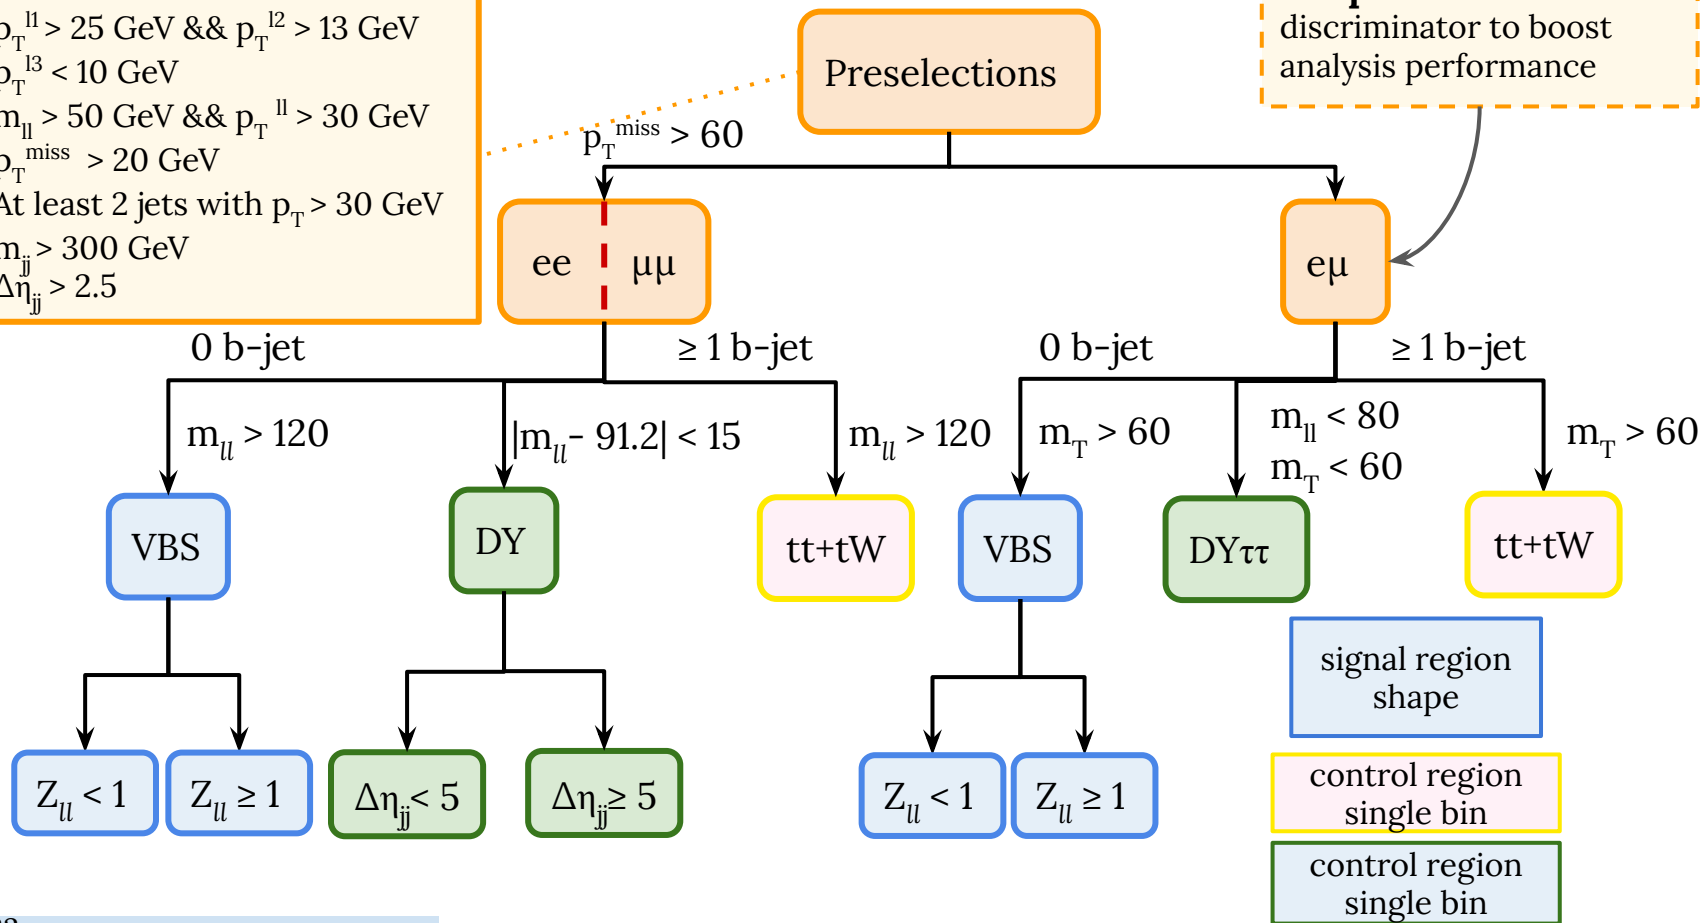 p_T^l1 > 25 GeV && p_T^l2 > 13 GeV
p_T^l3 < 10 GeV
m_ll > 50 GeV && p_T^ll > 30 GeV
p_T^miss > 20 GeV
At least 2 jets with p_T > 30 GeV
m_jj > 300 GeV
Δη_jj > 2.5
Preselections
discriminator to boost
analysis performance
p_T^miss > 60
ee
μμ
eμ
0 b-jet
≥ 1 b-jet
0 b-jet
≥ 1 b-jet
m_ll > 120
|m_ll - 91.2| < 15
m_ll > 120
m_T > 60
m_ll < 80
m_T < 60
m_T > 60
VBS
DY
tt+tW
VBS
DYττ
tt+tW
Z_ll < 1
Z_ll ≥ 1
Δη_jj < 5
Δη_jj ≥ 5
Z_ll < 1
Z_ll ≥ 1
signal region
shape
control region
single bin
control region
single bin